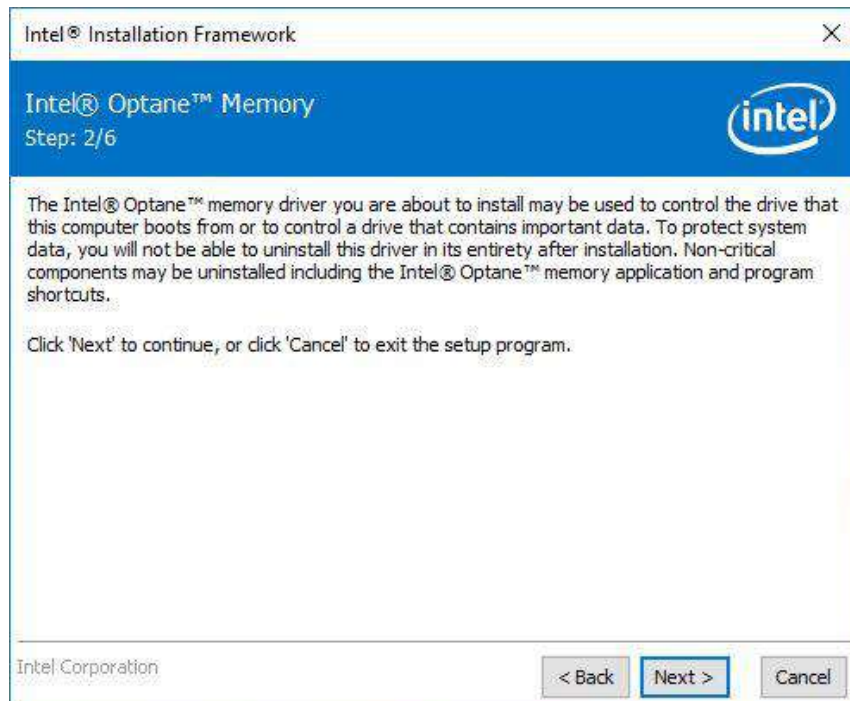 Intel® Installation Framework
Intel® Optane™ Memory
Step: 2/6
intel
The Intel® Optane™ memory driver you are about to install may be used to control the drive that
this computer boots from or to control a drive that contains important data. To protect system
data, you will not be able to uninstall this driver in its entirety after installation. Non-critical
components may be uninstalled including the Intel® Optane™ memory application and program
shortcuts.
Click 'Next' to continue, or click 'Cancel' to exit the setup program.
Intel Corporation
< Back Next > Cancel